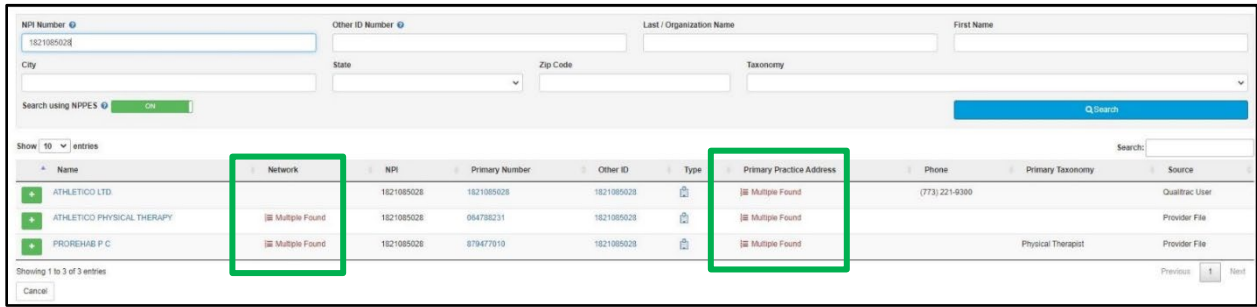 NPI Number Other ID Number Last / Organization Name First Name
1821085028
City State Zip Code Taxonomy
Search using NPPES ON Search
Show 10 entries Search:
Name Network NPI Primary Number Other ID Type Primary Practice Address Phone Primary Taxonomy Source
ATHLETICO LTD. 1821085028 1821085028 1821085028 Multiple Found (773) 221-9300 Qualitrac User
ATHLETICO PHYSICAL THERAPY Multiple Found 1821085028 064798231 1821085028 Multiple Found Provider File
PROREHAB P C Multiple Found 1821085028 879477010 1821085028 Multiple Found Physical Therapist Provider File
Showing 1 to 3 of 3 entries Previous 1 Next
Cancel